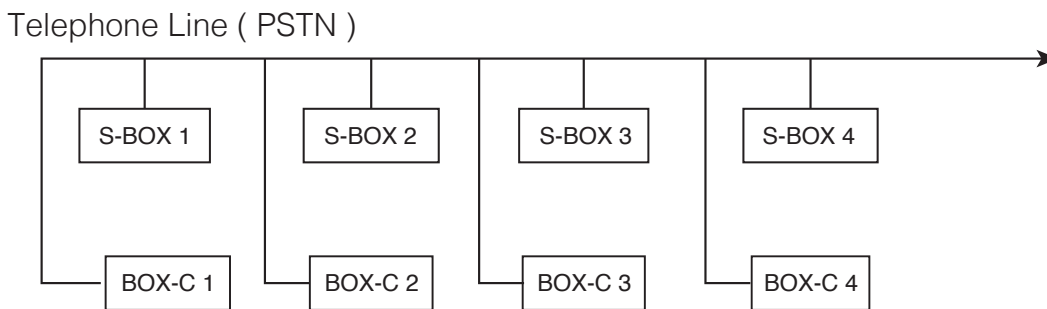 Telephone Line ( PSTN )
S-BOX 1 S-BOX 2 S-BOX 3 S-BOX 4
BOX-C 1 BOX-C 2 BOX-C 3 BOX-C 4